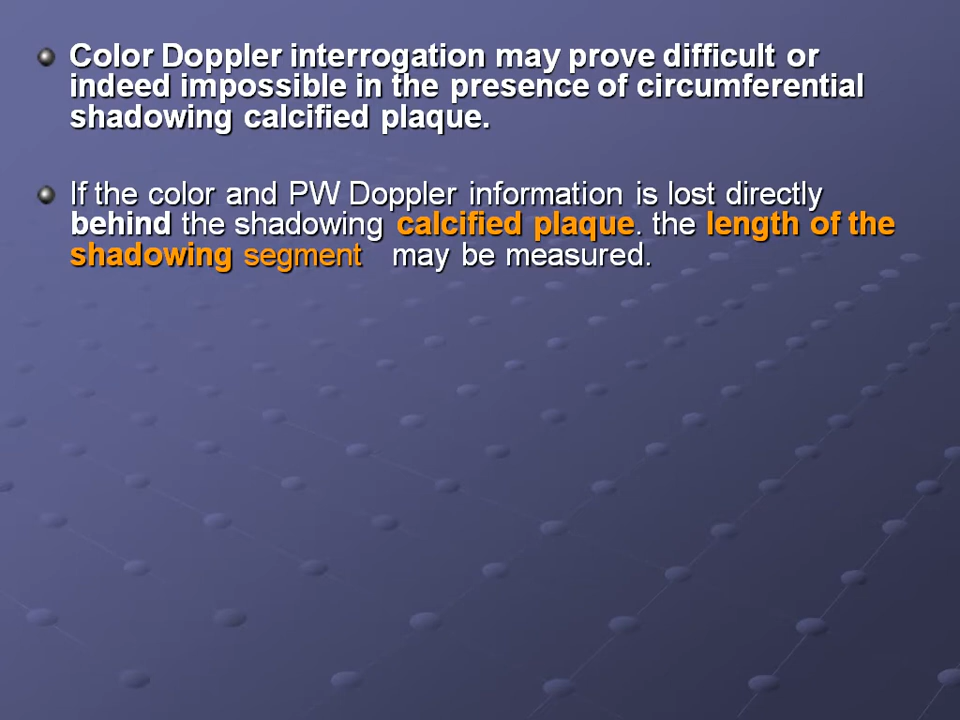 Color Doppler interrogation may prove difficult or
indeed impossible in the presence of circumferential
shadowing calcified plaque.
If the color and PW Doppler information is lost directly
behind the shadowing calcified plaque. the length of the
shadowing segment may be measured.